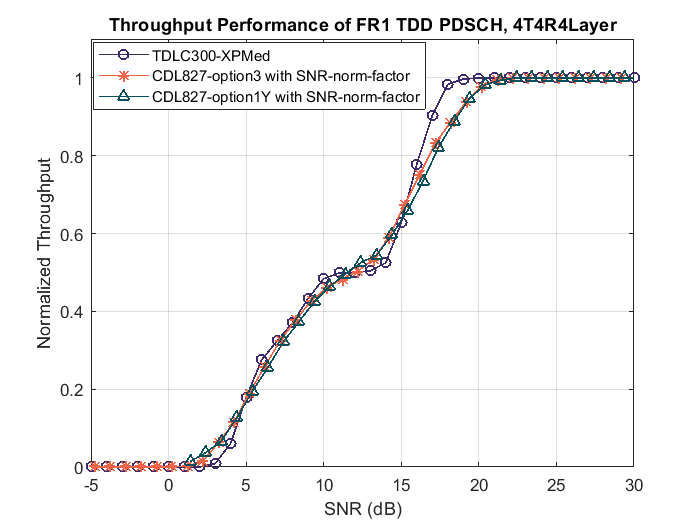 Throughput Performance of FR1 TDD PDSCH, 4T4R4Layer
TDLC300-XPMed
CDL827-option3 with SNR-norm-factor
CDL827-option1Y with SNR-norm-factor
Normalized Throughput
1
0.8
0.6
0.4
0.2
0
-5
0
5
10
15
20
25
30
SNR (dB)